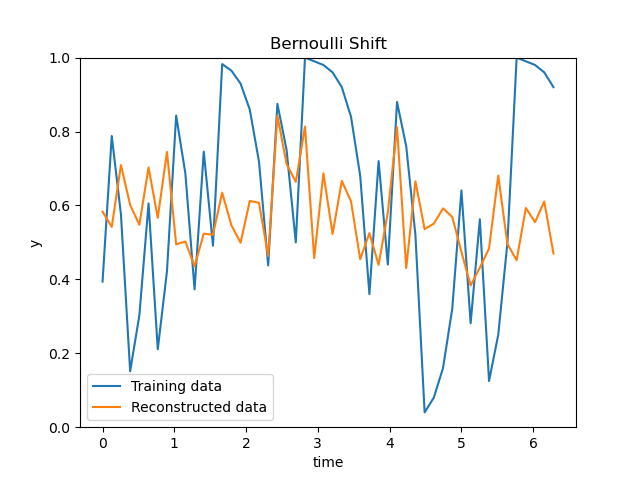 Bernoulli Shift
1.0
0.8
0.6
0.4
0.2
0.0
y
Training data
Reconstructed data
0 1 2 3 4 5 6
time